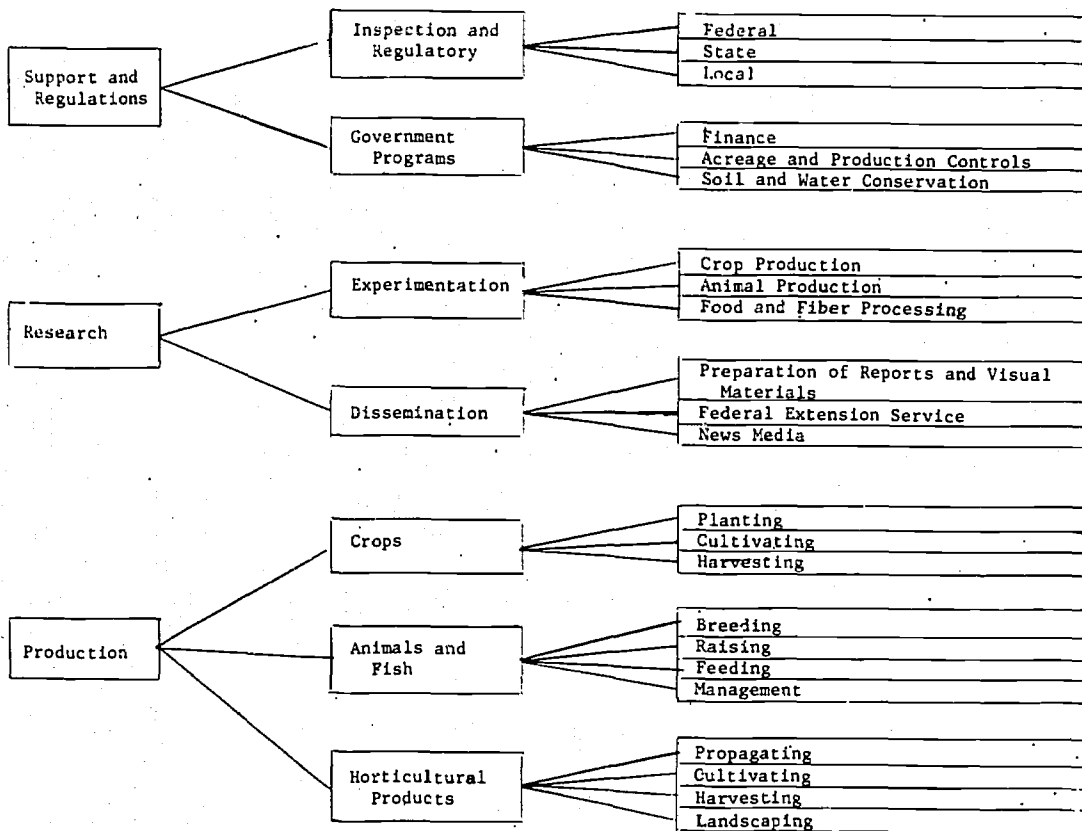 Support and
Regulations
Inspection and
Regulatory
Federal
State
Local
Government
Programs
Finance
Acreage and Production Controls
Soil and Water Conservation
Research
Experimentation
Crop Production
Animal Production
Food and Fiber Processing
Dissemination
Preparation of Reports and Visual
Materials
Federal Extension Service
News Media
Production
Crops
Planting
Cultivating
Harvesting
Animals and
Fish
Breeding
Raising
Feeding
Management
Horticultural
Products
Propagating
Cultivating
Harvesting
Landscaping